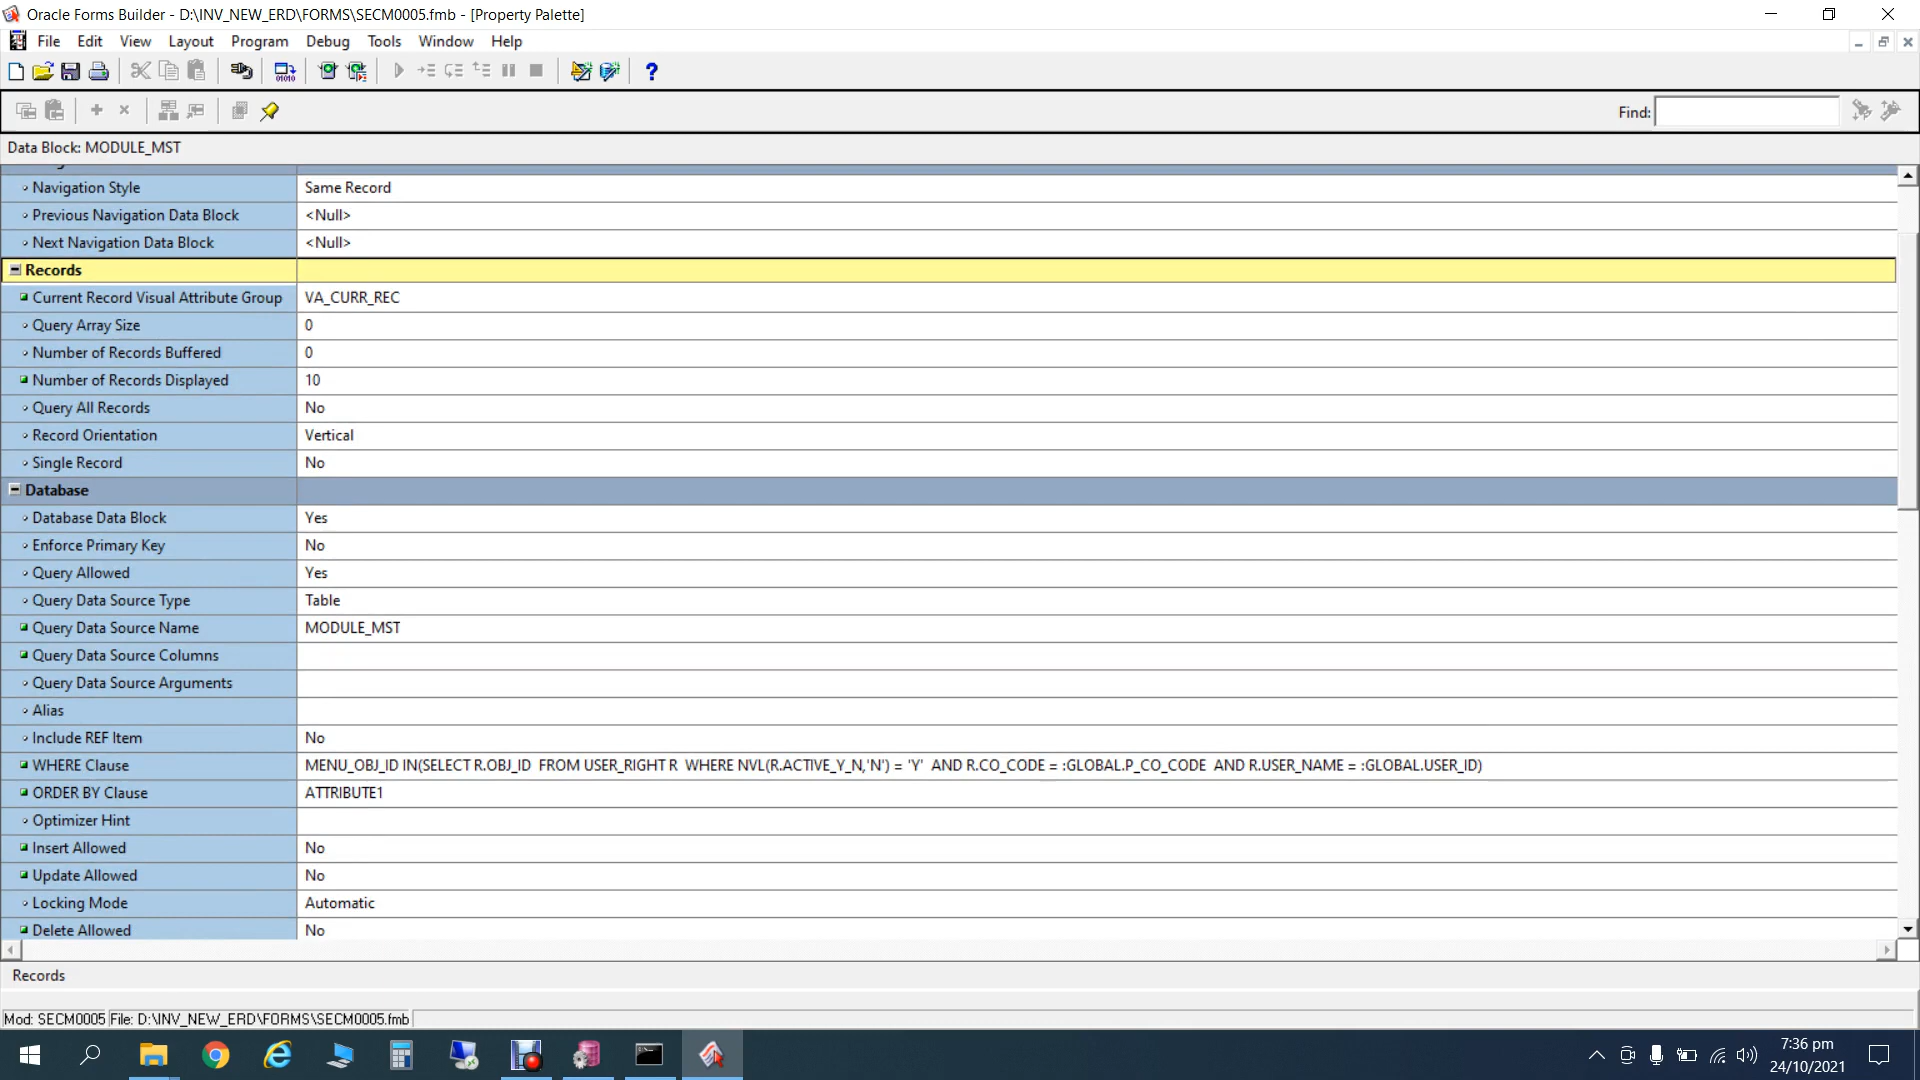 Oracle Forms Builder - D:\INV_NEW_ERD\FORMS\SECM0005.fmb - [Property Palette]
File Edit View Layout Program Debug Tools Window Help
Find:
Data Block: MODULE_MST
Navigation Style Same Record
Previous Navigation Data Block <Null>
Next Navigation Data Block <Null>
Records
Current Record Visual Attribute Group VA_CURR_REC
Query Array Size 0
Number of Records Buffered 0
Number of Records Displayed 10
Query All Records No
Record Orientation Vertical
Single Record No
Database
Database Data Block Yes
Enforce Primary Key No
Query Allowed Yes
Query Data Source Type Table
Query Data Source Name MODULE_MST
Query Data Source Columns
Query Data Source Arguments
Alias
Include REF Item No
WHERE Clause MENU_OBJ_ID IN(SELECT R.OBJ_ID  FROM USER_RIGHT R  WHERE NVL(R.ACTIVE_Y_N,'N') = 'Y'  AND R.CO_CODE = :GLOBAL.P_CO_CODE  AND R.USER_NAME = :GLOBAL.USER_ID)
ORDER BY Clause ATTRIBUTE1
Optimizer Hint
Insert Allowed No
Update Allowed No
Locking Mode Automatic
Delete Allowed No
Records
Mod: SECM0005 File: D:\INV_NEW_ERD\FORMS\SECM0005.fmb
7:36 pm
24/10/2021